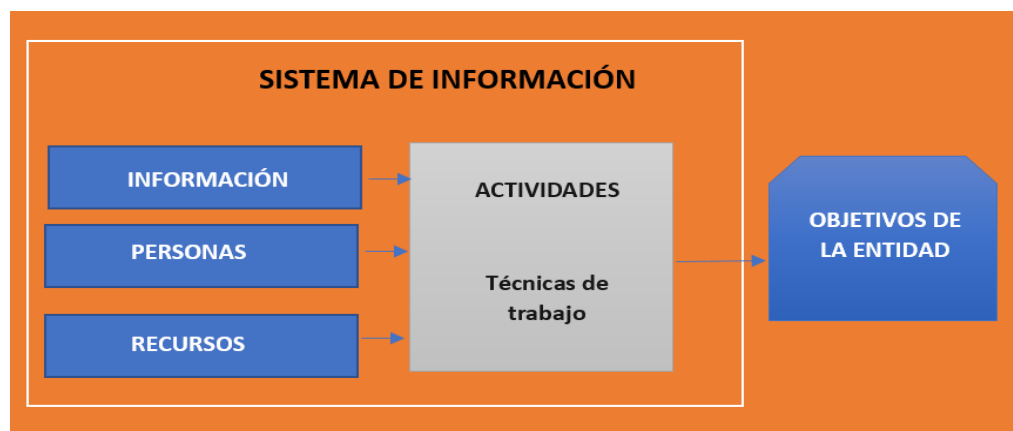 SISTEMA DE INFORMACIÓN
INFORMACIÓN
PERSONAS
RECURSOS
ACTIVIDADES
Técnicas de
trabajo
OBJETIVOS DE
LA ENTIDAD